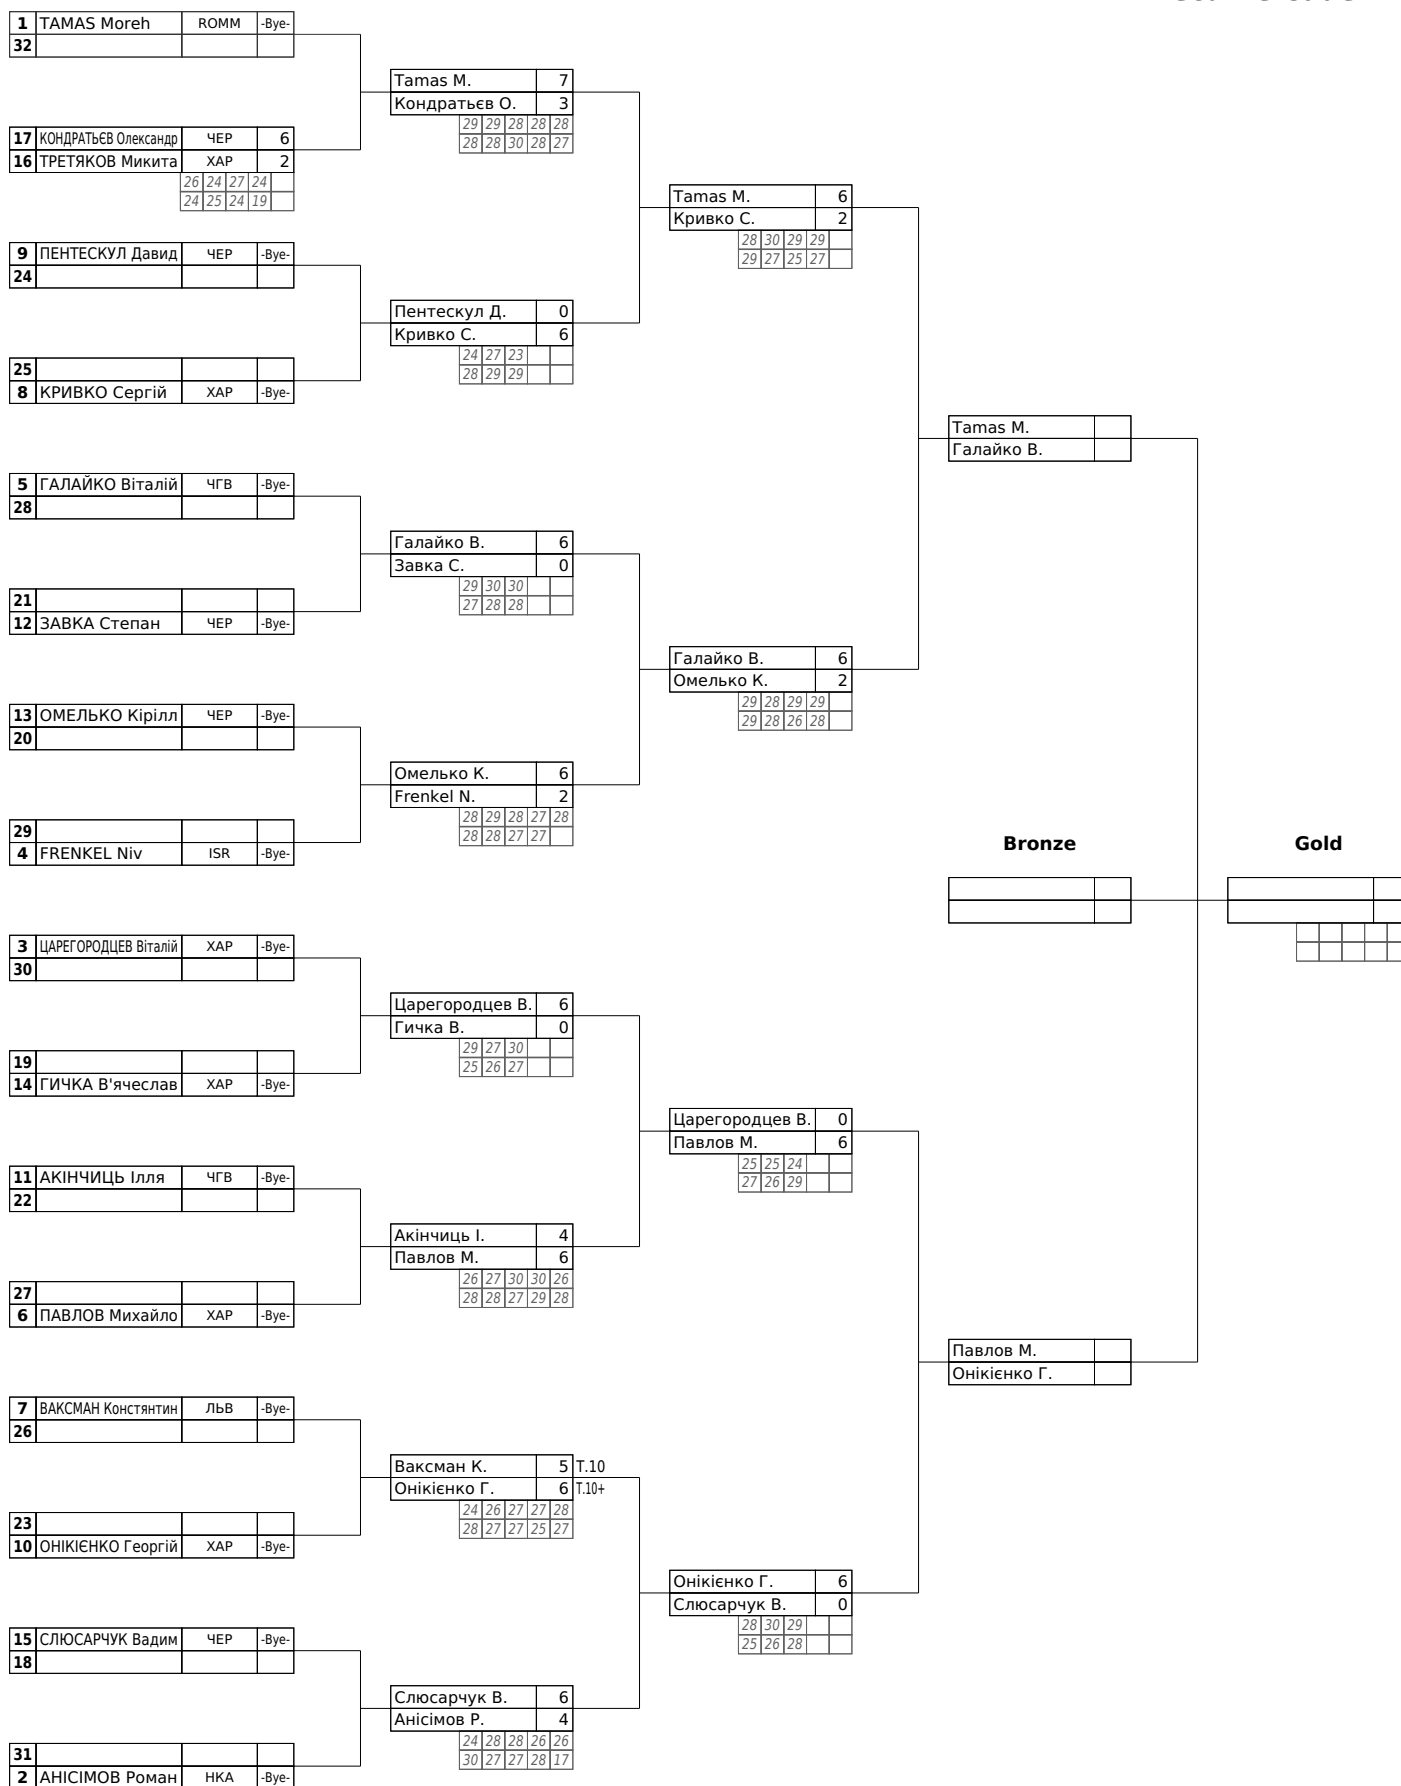 1 TAMAS Moreh ROMM -Bye-
32
Tamas M. 7
Кондратьєв О. 3
29 29 28 28 28
28 28 30 28 27
17 КОНДРАТЬЄВ Олександр ЧЕР 6
16 ТРЕТЯКОВ Микита ХАР 2
26 24 27 24
24 25 24 19
Tamas M. 6
Кривко С. 2
28 30 29 29
29 27 25 27
9 ПЕНТЕСКУЛ Давид ЧЕР -Bye-
24
Пентескул Д. 0
Кривко С. 6
24 27 23
28 29 29
25
8 КРИВКО Сергій ХАР -Bye-
Tamas M.
Галайко В.
5 ГАЛАЙКО Віталій ЧГВ -Bye-
28
Галайко В. 6
Завка С. 0
29 30 30
27 28 28
21
12 ЗАВКА Степан ЧЕР -Bye-
Галайко В. 6
Омелько К. 2
29 28 29 29
29 28 26 28
13 ОМЕЛЬКО Кірілл ЧЕР -Bye-
20
Омелько К. 6
Frenkel N. 2
28 29 28 27 28
28 28 27 27
29
4 FRENKEL Niv ISR -Bye-
Bronze Gold
3 ЦАРЕГОРОДЦЕВ Віталій ХАР -Bye-
30
Царегородцев В. 6
Гичка В. 0
29 27 30
25 26 27
19
14 ГИЧКА В'ячеслав ХАР -Bye-
Царегородцев В. 0
Павлов М. 6
25 25 24
27 26 29
11 АКІНЧИЦЬ Ілля ЧГВ -Bye-
22
Акінчиць І. 4
Павлов М. 6
26 27 30 30 26
28 28 27 29 28
27
6 ПАВЛОВ Михайло ХАР -Bye-
Павлов М.
Онікієнко Г.
7 ВАКСМАН Констянтин ЛЬВ -Bye-
26
Ваксман К. 5 T.10
Онікієнко Г. 6 T.10+
24 26 27 27 28
28 27 27 25 27
23
10 ОНІКІЄНКО Георгій ХАР -Bye-
Онікієнко Г. 6
Слюсарчук В. 0
28 30 29
25 26 28
15 СЛЮСАРЧУК Вадим ЧЕР -Bye-
18
Слюсарчук В. 6
Анісімов Р. 4
24 28 28 26 26
30 27 27 28 17
31
2 АНІСІМОВ Роман НКА -Bye-